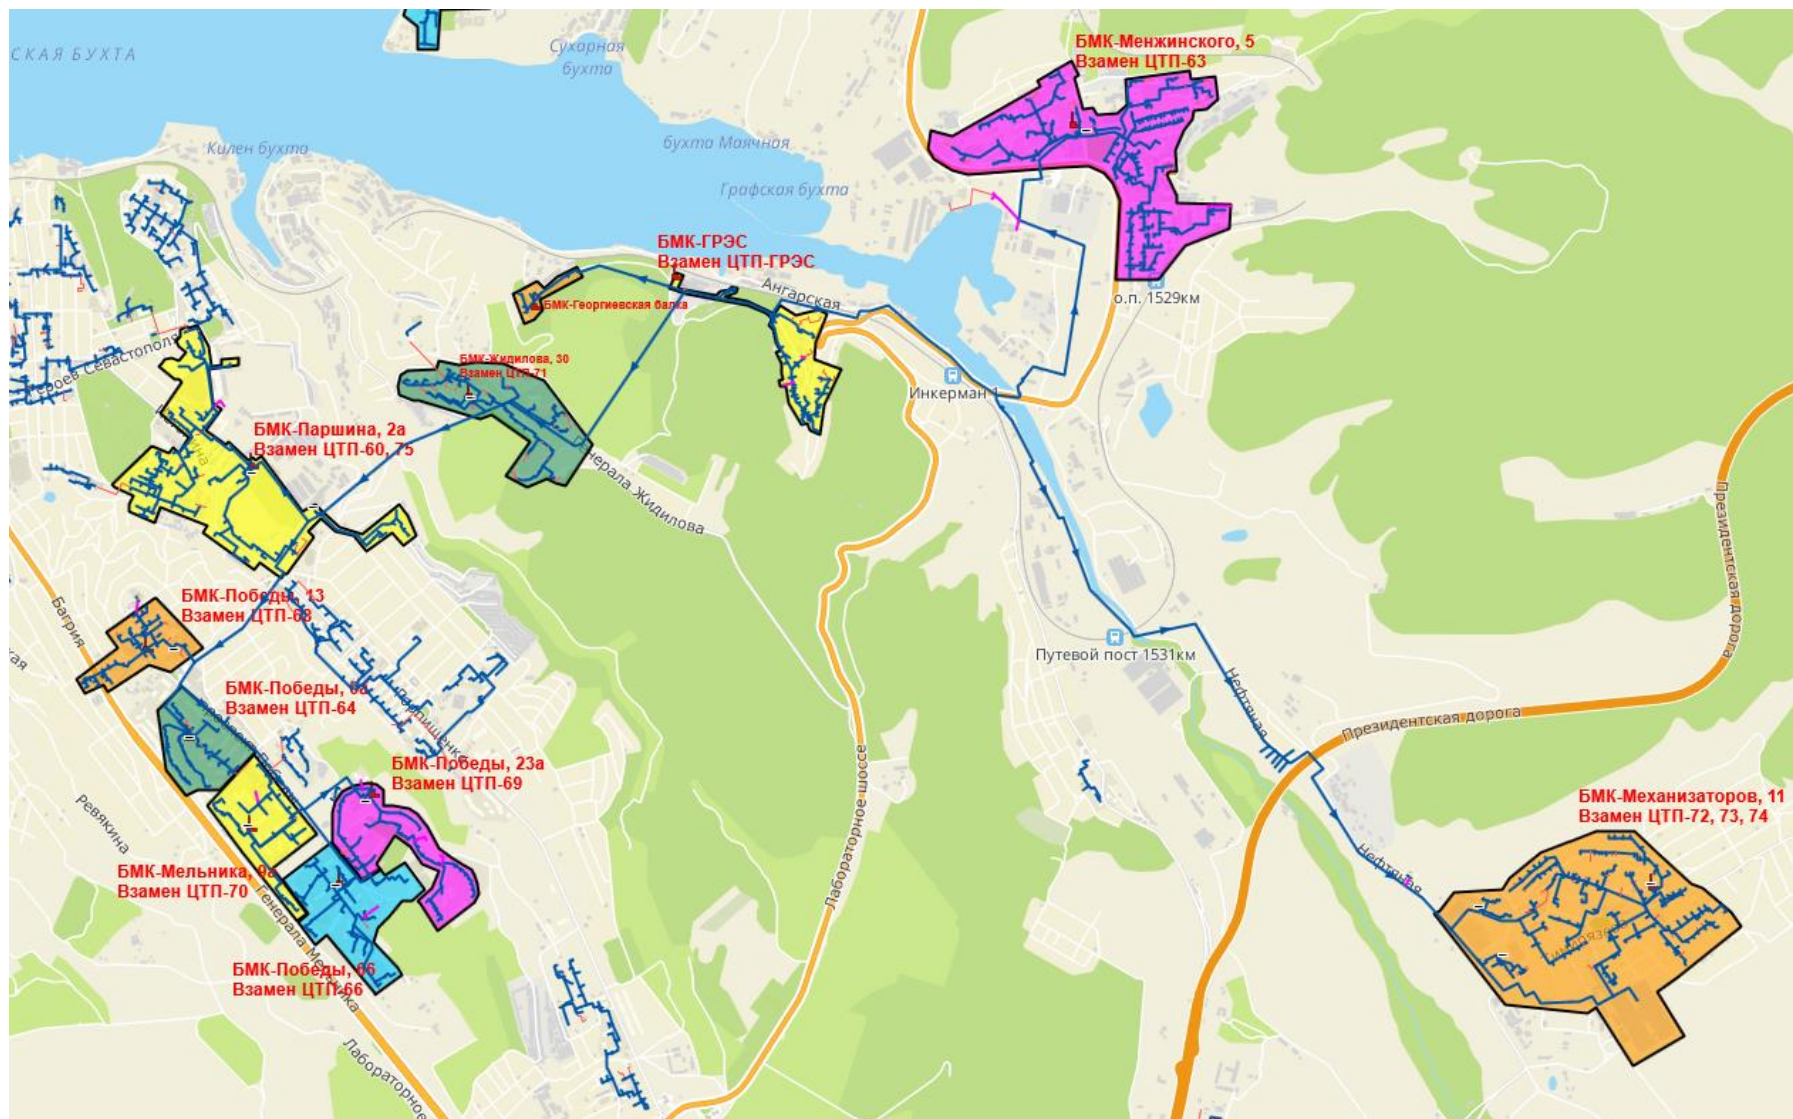 СКАЯ БУХТА
Сухарная
бухта
БМК-Менжинского, 5
Взамен ЦТП-63
Килен бухта
бухта Маячная
Графская бухта
БМК-ГРЭС
Взамен ЦТП-ГРЭС
Ангарская
о.п. 1529км
БМК-Георгиевская балка
Героев Севастополя
БМК-Жидилова, 30
Взамен ЦТП-71
Инкерман 1
БМК-Паршина, 2а
Взамен ЦТП-60, 75
Генерала Жидилова
Президентская дорога
БМК-Победы, 13
Взамен ЦТП-68
Багрия
Путевой пост 1531км
Нефтяная
БМК-Победы,
Взамен ЦТП-64
Президентская дорога
БМК-Победы, 23а
Взамен ЦТП-69
Лабораторное шоссе
БМК-Механизаторов, 11
Взамен ЦТП-72, 73, 74
ревякина
Нефтяная
БМК-Мельника, 9а
Взамен ЦТП-70
Генерала Мельника
БМК-Победы, 66
Взамен ЦТП-66
Лабораторное